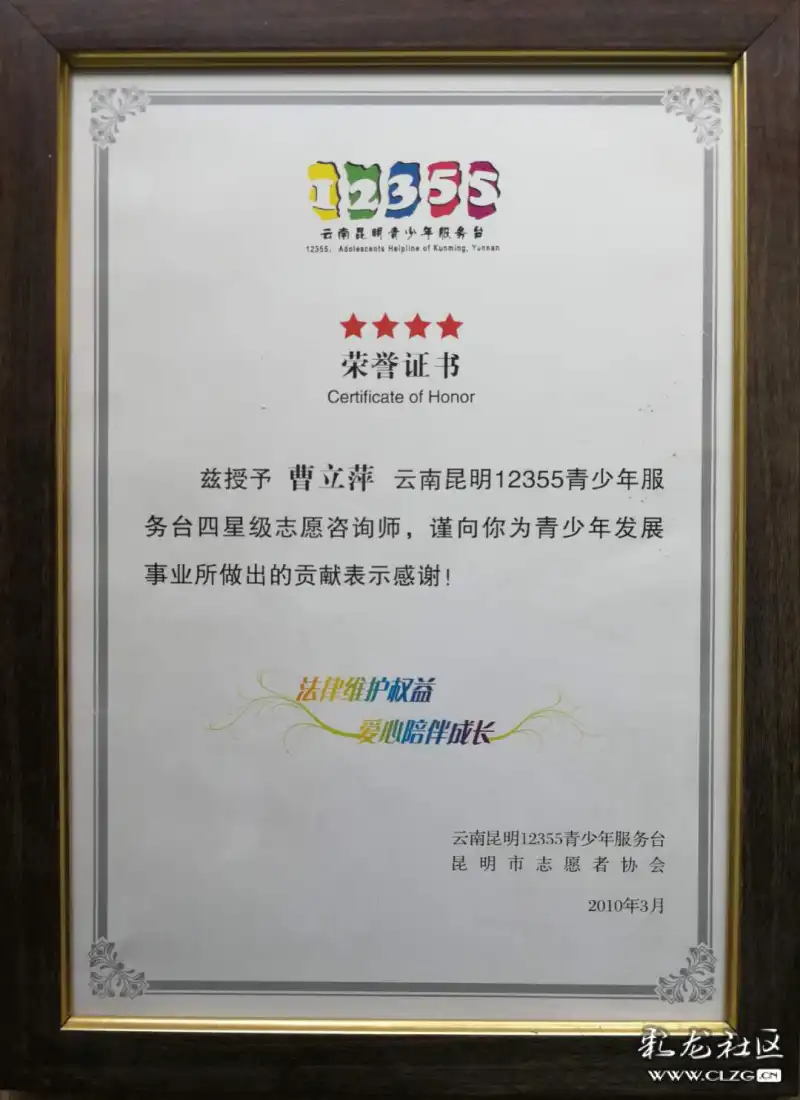 12355
云南昆明青少年服务台
12355，Adolescents Helpline of Kunming, Yunnan
荣誉证书
Certificate of Honor
兹授予 曹立萍 云南昆明12355青少年服
务台四星级志愿咨询师，谨向你为青少年发展
事业所做出的贡献表示感谢！
法律维护权益
爱心陪伴成长
云南昆明12355青少年服务台
昆明市志愿者协会
2010年3月
彩龙社区
WWW.CLZG.CN